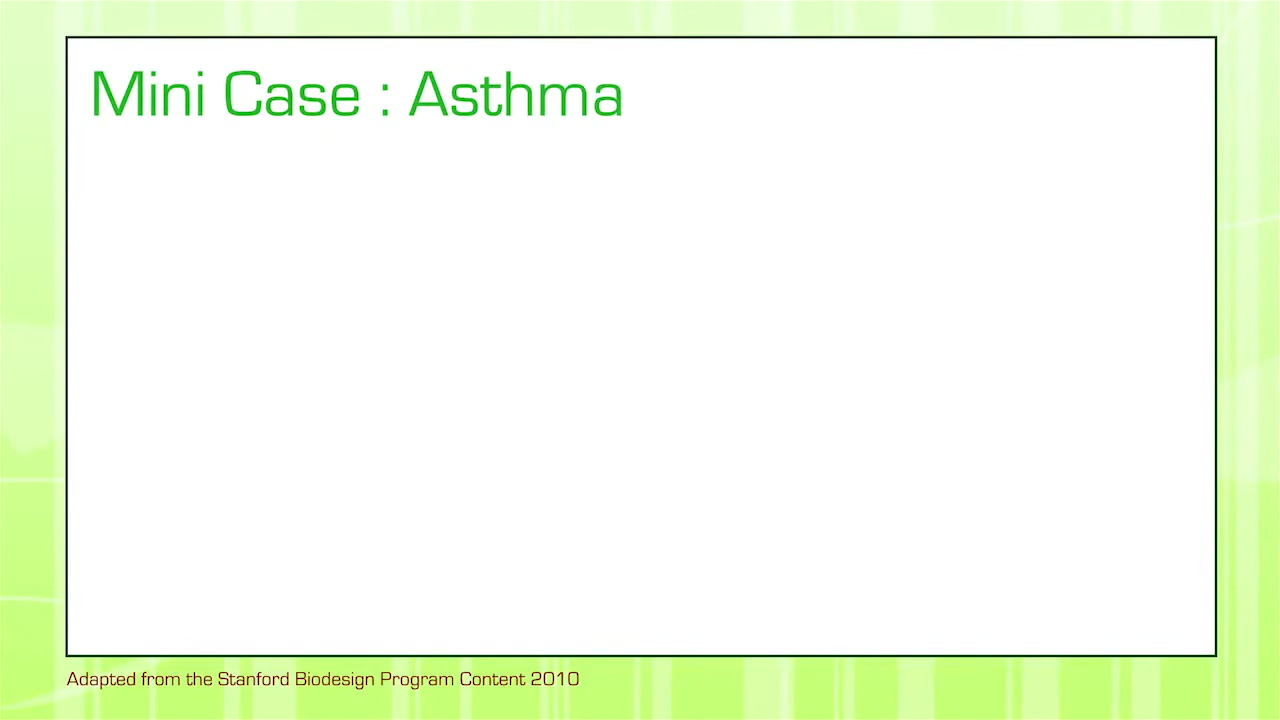 Mini Case : Asthma
Adapted from the Stanford Biodesign Program Content 2010